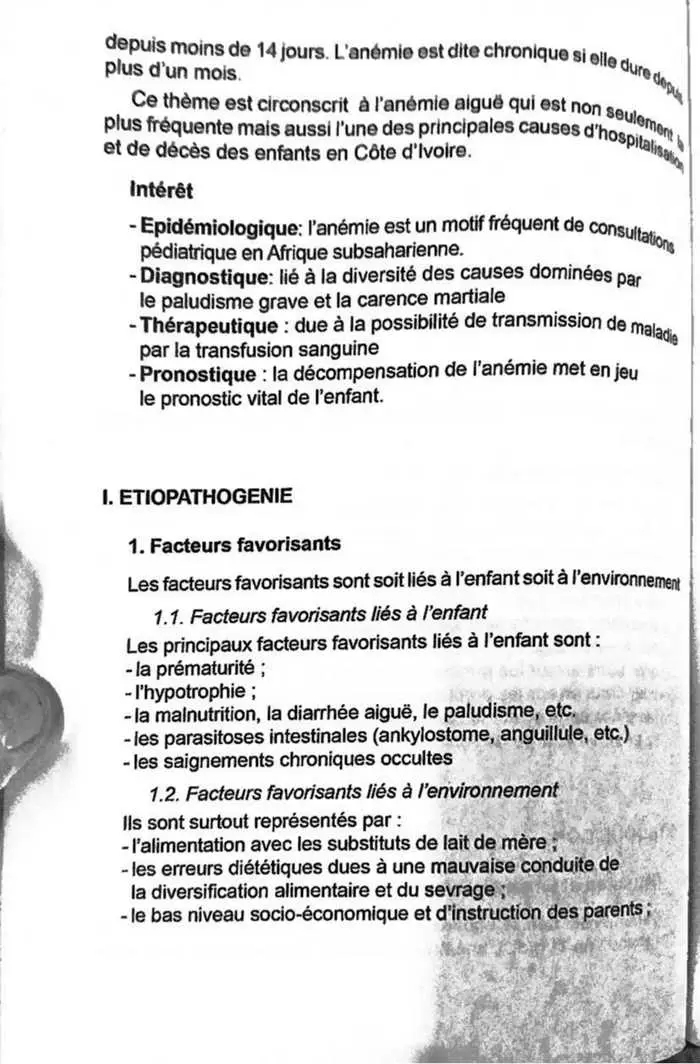 depuis moins de 14 jours. L'anémie est dite chronique si elle dure depuis
plus d'un mois.
Ce thème est circonscrit à l'anémie aiguë qui est non seulement la
plus fréquente mais aussi l'une des principales causes d'hospitalisation
et de décès des enfants en Côte d'Ivoire.
Intérêt
- Epidémiologique: l'anémie est un motif fréquent de consultations
pédiatrique en Afrique subsaharienne.
- Diagnostique: lié à la diversité des causes dominées par
le paludisme grave et la carence martiale
- Thérapeutique : due à la possibilité de transmission de maladie
par la transfusion sanguine
- Pronostique : la décompensation de l'anémie met en jeu
le pronostic vital de l'enfant.
I. ETIOPATHOGENIE
1. Facteurs favorisants
Les facteurs favorisants sont soit liés à l'enfant soit à l'environnement
1.1. Facteurs favorisants liés à l'enfant
Les principaux facteurs favorisants liés à l'enfant sont :
- la prématurité ;
- l'hypotrophie ;
- la malnutrition, la diarrhée aiguë, le paludisme, etc.
- les parasitoses intestinales (ankylostome, anguillule, etc.)
- les saignements chroniques occultes
1.2. Facteurs favorisants liés à l'environnement
Ils sont surtout représentés par :
- l'alimentation avec les substituts de lait de mère ;
- les erreurs diététiques dues à une mauvaise conduite de
la diversification alimentaire et du sevrage ;
- le bas niveau socio-économique et d'instruction des parents ;